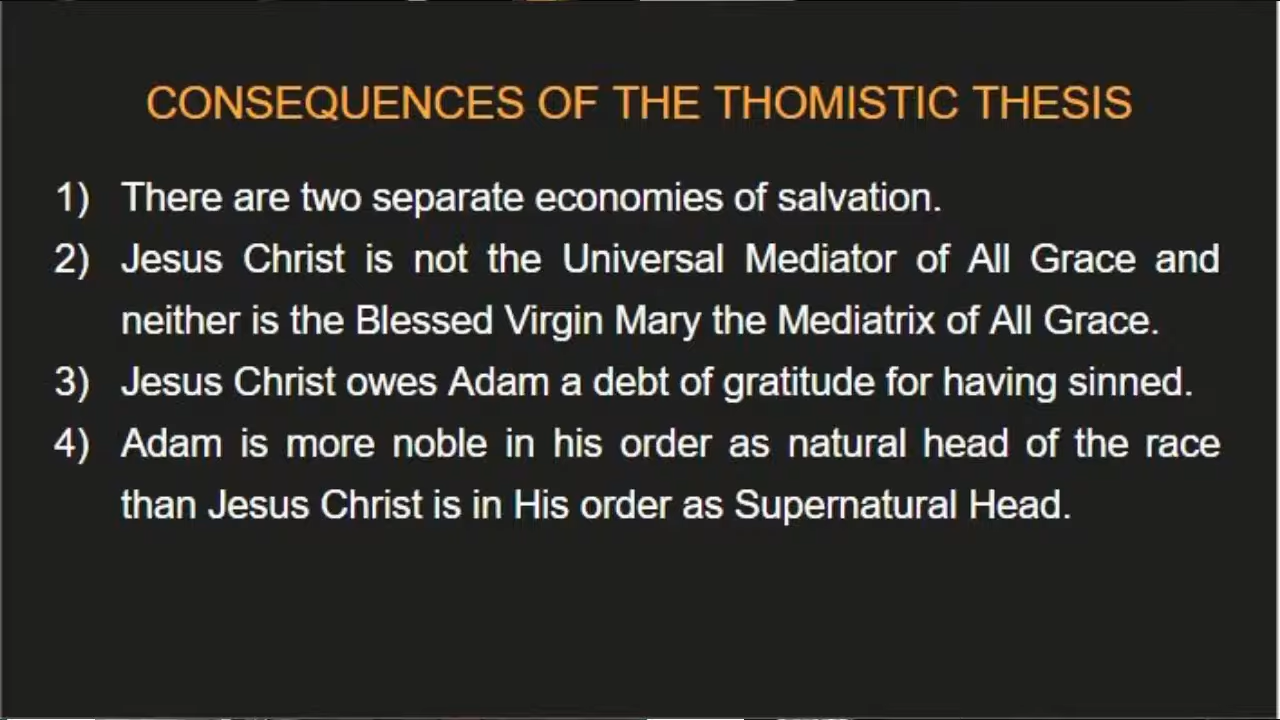 CONSEQUENCES OF THE THOMISTIC THESIS
1) There are two separate economies of salvation.
2) Jesus Christ is not the Universal Mediator of All Grace and
neither is the Blessed Virgin Mary the Mediatrix of All Grace.
3) Jesus Christ owes Adam a debt of gratitude for having sinned.
4) Adam is more noble in his order as natural head of the race
than Jesus Christ is in His order as Supernatural Head.